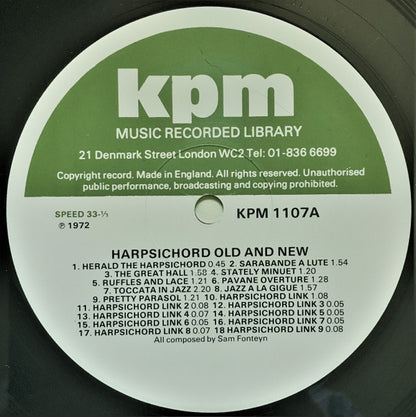 kpm
MUSIC RECORDED LIBRARY
21 Denmark Street London WC2 Tel: 01-836 6699
Copyright record. Made in England. All rights reserved. Unauthorised
public performance, broadcasting and copying prohibited.
SPEED 33-⅓ KPM 1107A
℗ 1972
HARPSICHORD OLD AND NEW
1. HERALD THE HARPSICHORD 0.45 2. SARABANDE A LUTE 1.54
3. THE GREAT HALL 1.58 4. STATELY MINUET 1.20
5. RUFFLES AND LACE 1.21 6. PAVANE OVERTURE 1.28
7. TOCCATA IN JAZZ 2.20 8. JAZZ A LA GIGUE 1.57
9. PRETTY PARASOL 1.21 10. HARPSICHORD LINK 1.08
11. HARPSICHORD LINK 2 0.08 12. HARPSICHORD LINK 3 0.05
13. HARPSICHORD LINK 4 0.07 14. HARPSICHORD LINK 5 0.05
15. HARPSICHORD LINK 6 0.05 16. HARPSICHORD LINK 7 0.06
17. HARPSICHORD LINK 8 0.07 18 HARPSICHORD LINK 9 0.08
All composed by Sam Fonteyn